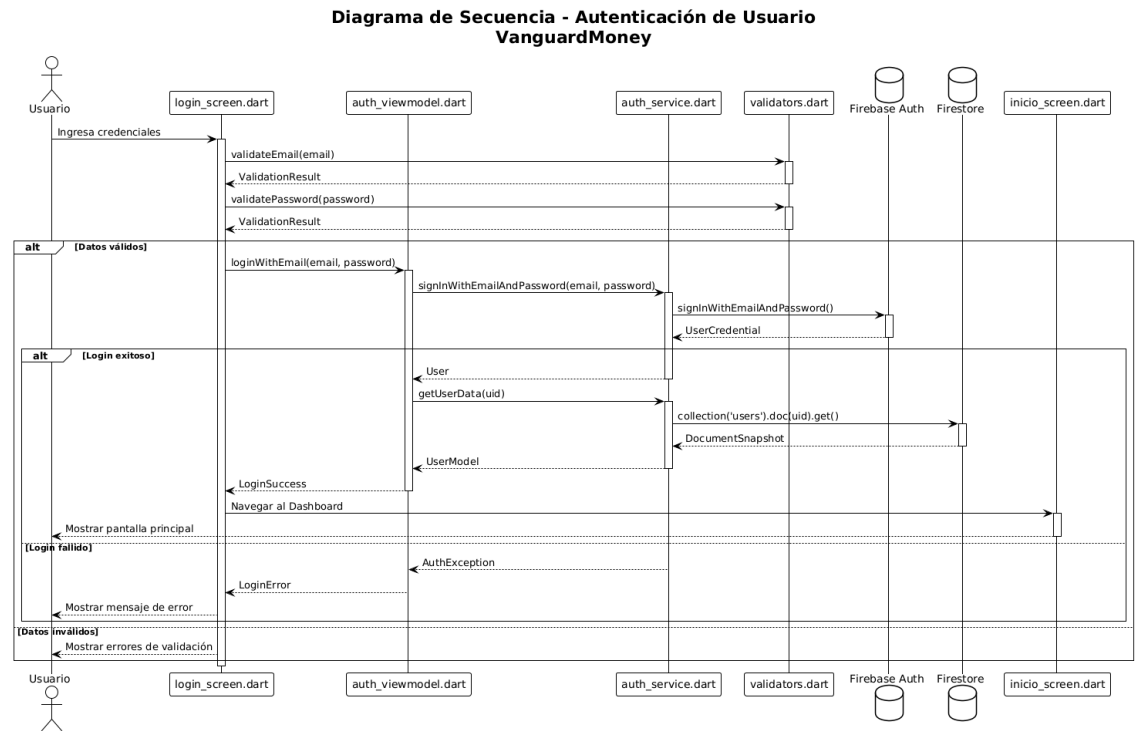 Diagrama de Secuencia - Autenticación de Usuario
VanguardMoney
Usuario
login_screen.dart
auth_viewmodel.dart
auth_service.dart
validators.dart
Firebase Auth
Firestore
inicio_screen.dart
Ingresa credenciales
validateEmail(email)
ValidationResult
validatePassword(password)
ValidationResult
alt [Datos válidos]
loginWithEmail(email, password)
signInWithEmailAndPassword(email, password)
signInWithEmailAndPassword()
UserCredential
alt [Login exitoso]
User
getUserData(uid)
collection('users').doc(uid).get()
DocumentSnapshot
UserModel
LoginSuccess
Navegar al Dashboard
Mostrar pantalla principal
[Login fallido]
AuthException
LoginError
Mostrar mensaje de error
[Datos inválidos]
Mostrar errores de validación
Usuario
login_screen.dart
auth_viewmodel.dart
auth_service.dart
validators.dart
Firebase Auth
Firestore
inicio_screen.dart